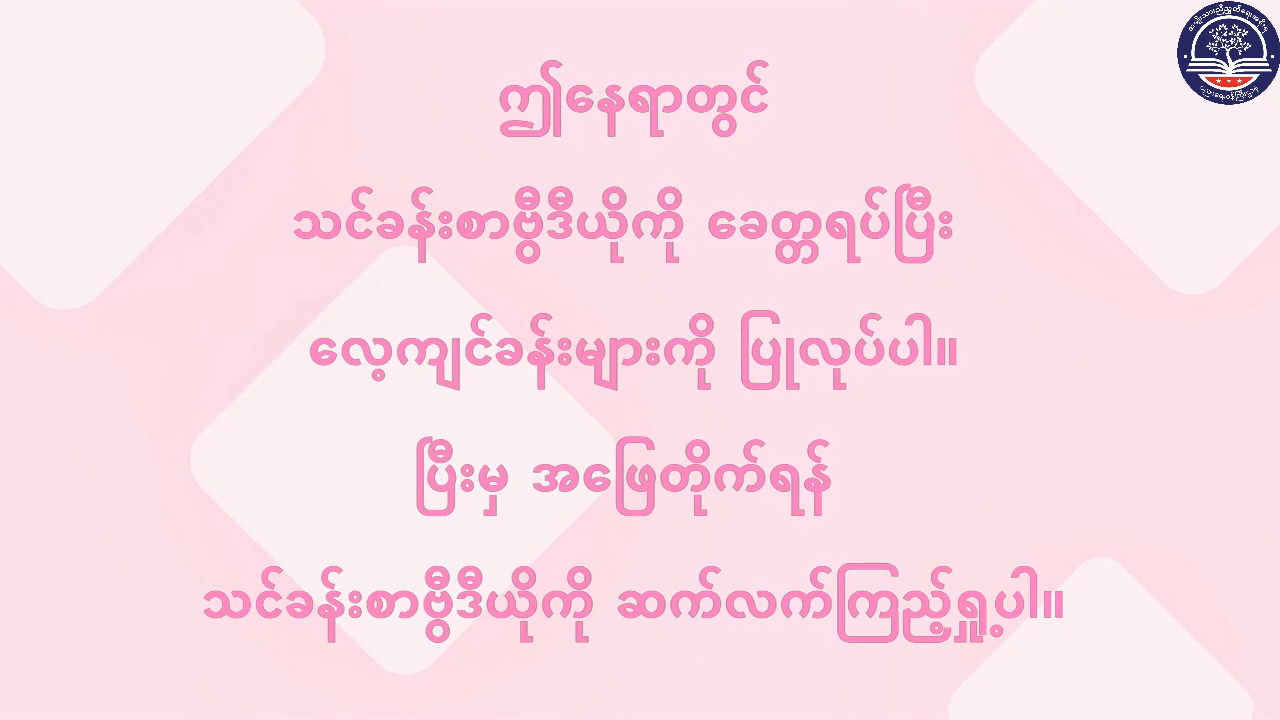 ဤနေရာတွင်
သင်ခန်းစာဗွီဒီယိုကို ခေတ္တရပ်ပြီး
လေ့ကျင်ခန်းများကို ပြုလုပ်ပါ။
ပြီးမှ အဖြေတိုက်ရန်
သင်ခန်းစာဗွီဒီယိုကို ဆက်လက်ကြည့်ရှူ့ပါ။